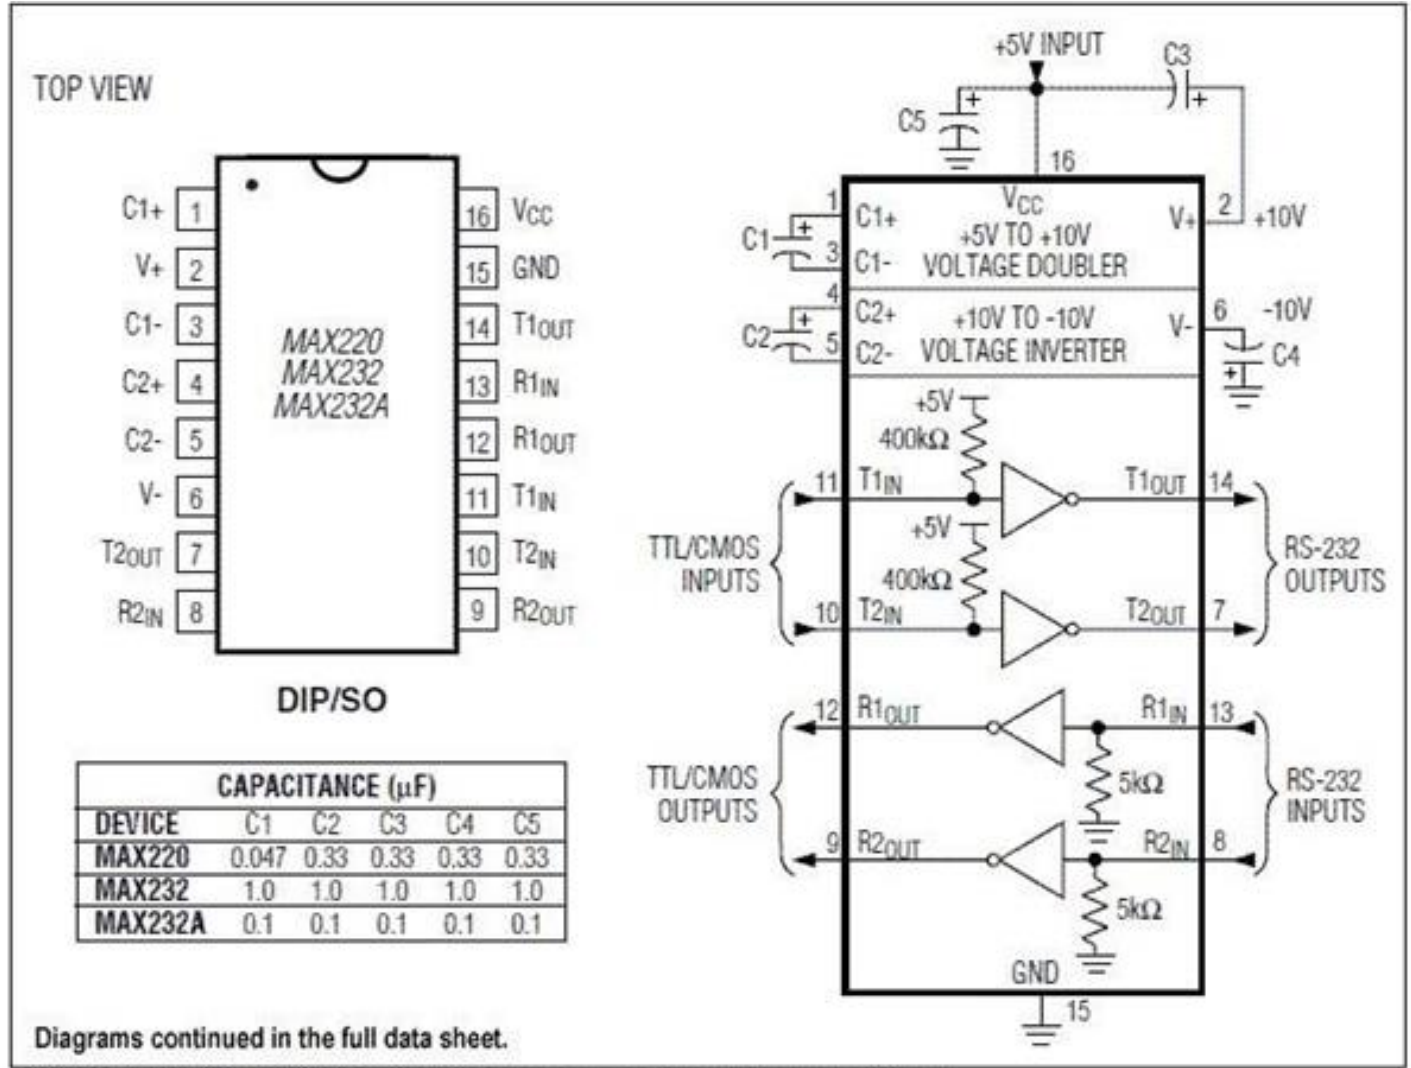 TOP VIEW
C1+ 1
V+ 2
C1- 3
C2+ 4
C2- 5
V- 6
T2OUT 7
R2IN 8
MAX220
MAX232
MAX232A
16 VCC
15 GND
14 T1OUT
13 R1IN
12 R1OUT
11 T1IN
10 T2IN
9 R2OUT
DIP/SO
CAPACITANCE (μF)
DEVICE C1 C2 C3 C4 C5
MAX220 0.047 0.33 0.33 0.33 0.33
MAX232 1.0 1.0 1.0 1.0 1.0
MAX232A 0.1 0.1 0.1 0.1 0.1
Diagrams continued in the full data sheet.
+5V INPUT
C3
+
+
C5
16
VCC
1 C1+
C1 +
3 C1-
+5V TO +10V
VOLTAGE DOUBLER
V+ 2 +10V
4 C2+
C2 +
5 C2-
+10V TO -10V
VOLTAGE INVERTER
V- 6 -10V
C4
+
+5V
400kΩ
11 T1IN
T1OUT 14
+5V
400kΩ
10 T2IN
T2OUT 7
TTL/CMOS
INPUTS
RS-232
OUTPUTS
12 R1OUT
R1IN 13
5kΩ
9 R2OUT
R2IN 8
5kΩ
TTL/CMOS
OUTPUTS
RS-232
INPUTS
GND
15